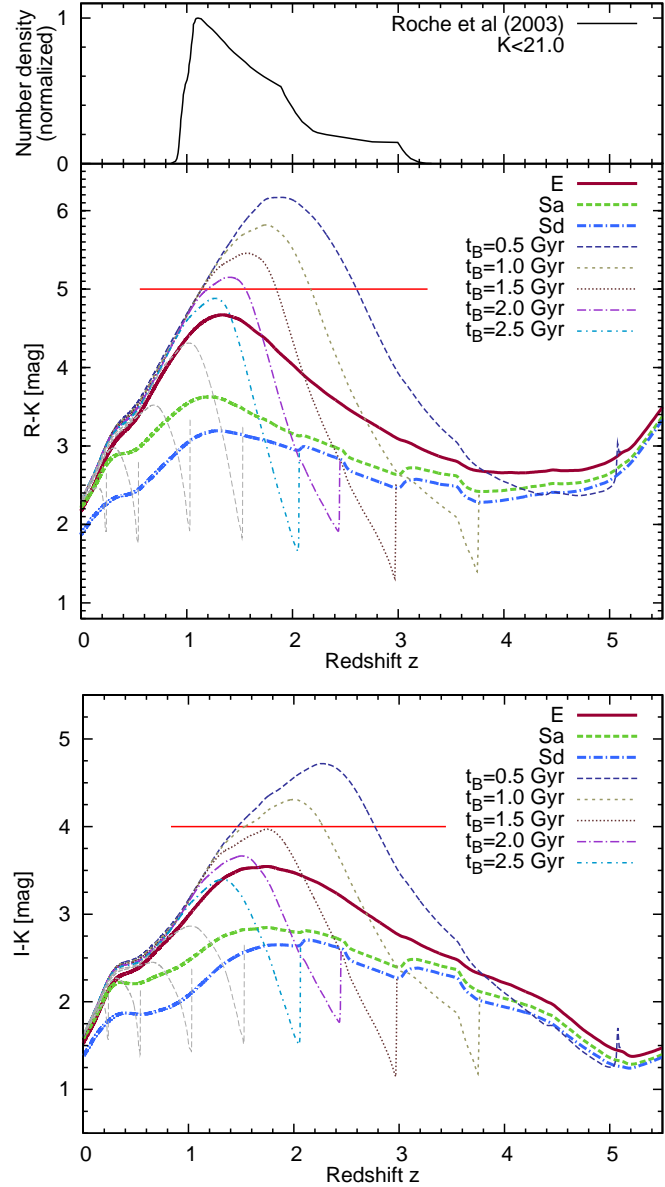 Number density
(normalized)
1
0.5
0
Roche et al (2003)
K<21.0
R-K [mag]
6
5
4
3
2
1
E
Sa
Sd
t_B=0.5 Gyr
t_B=1.0 Gyr
t_B=1.5 Gyr
t_B=2.0 Gyr
t_B=2.5 Gyr
0 1 2 3 4 5
Redshift z
I-K [mag]
5
4
3
2
1
E
Sa
Sd
t_B=0.5 Gyr
t_B=1.0 Gyr
t_B=1.5 Gyr
t_B=2.0 Gyr
t_B=2.5 Gyr
0 1 2 3 4 5
Redshift z